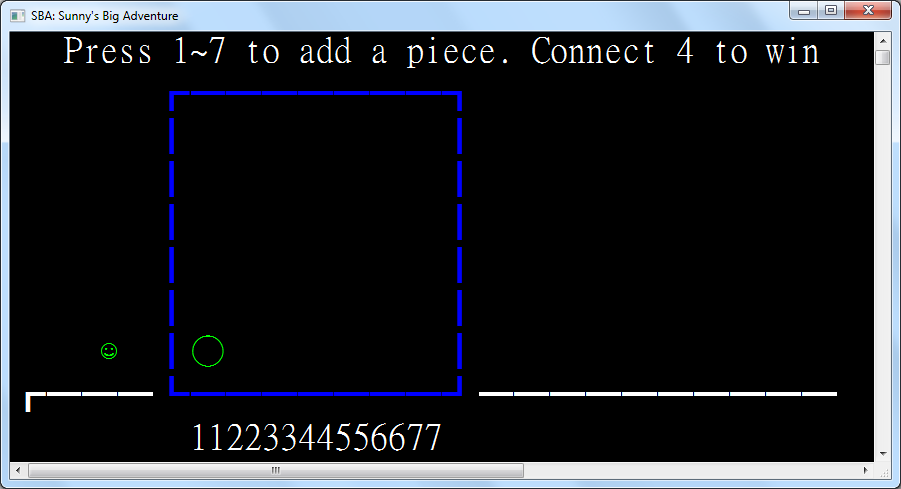 SBA: Sunny's Big Adventure
Press 1~7 to add a piece. Connect 4 to win
11223344556677